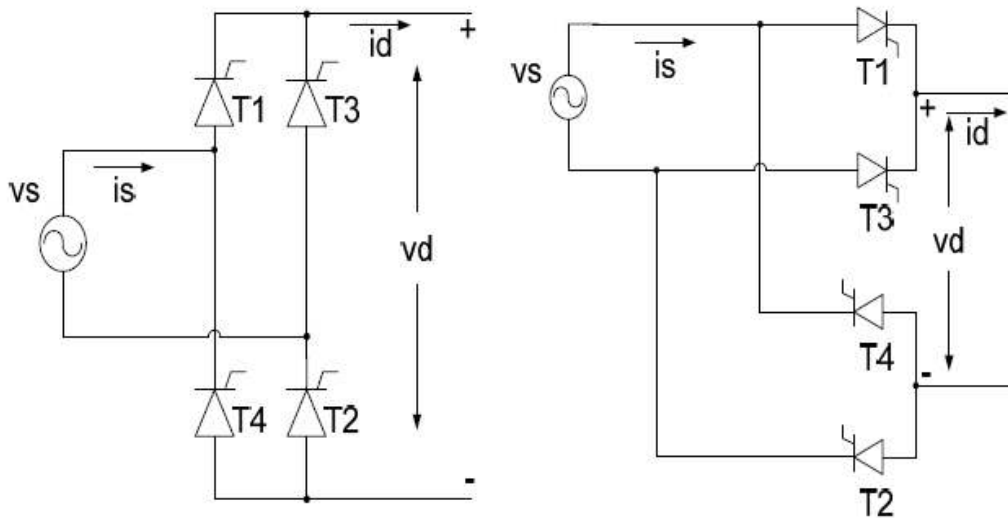 id
+
T1
T3
is
vs
vd
T4
T2
-
vs
is
T1
+
id
T3
vd
T4
-
T2